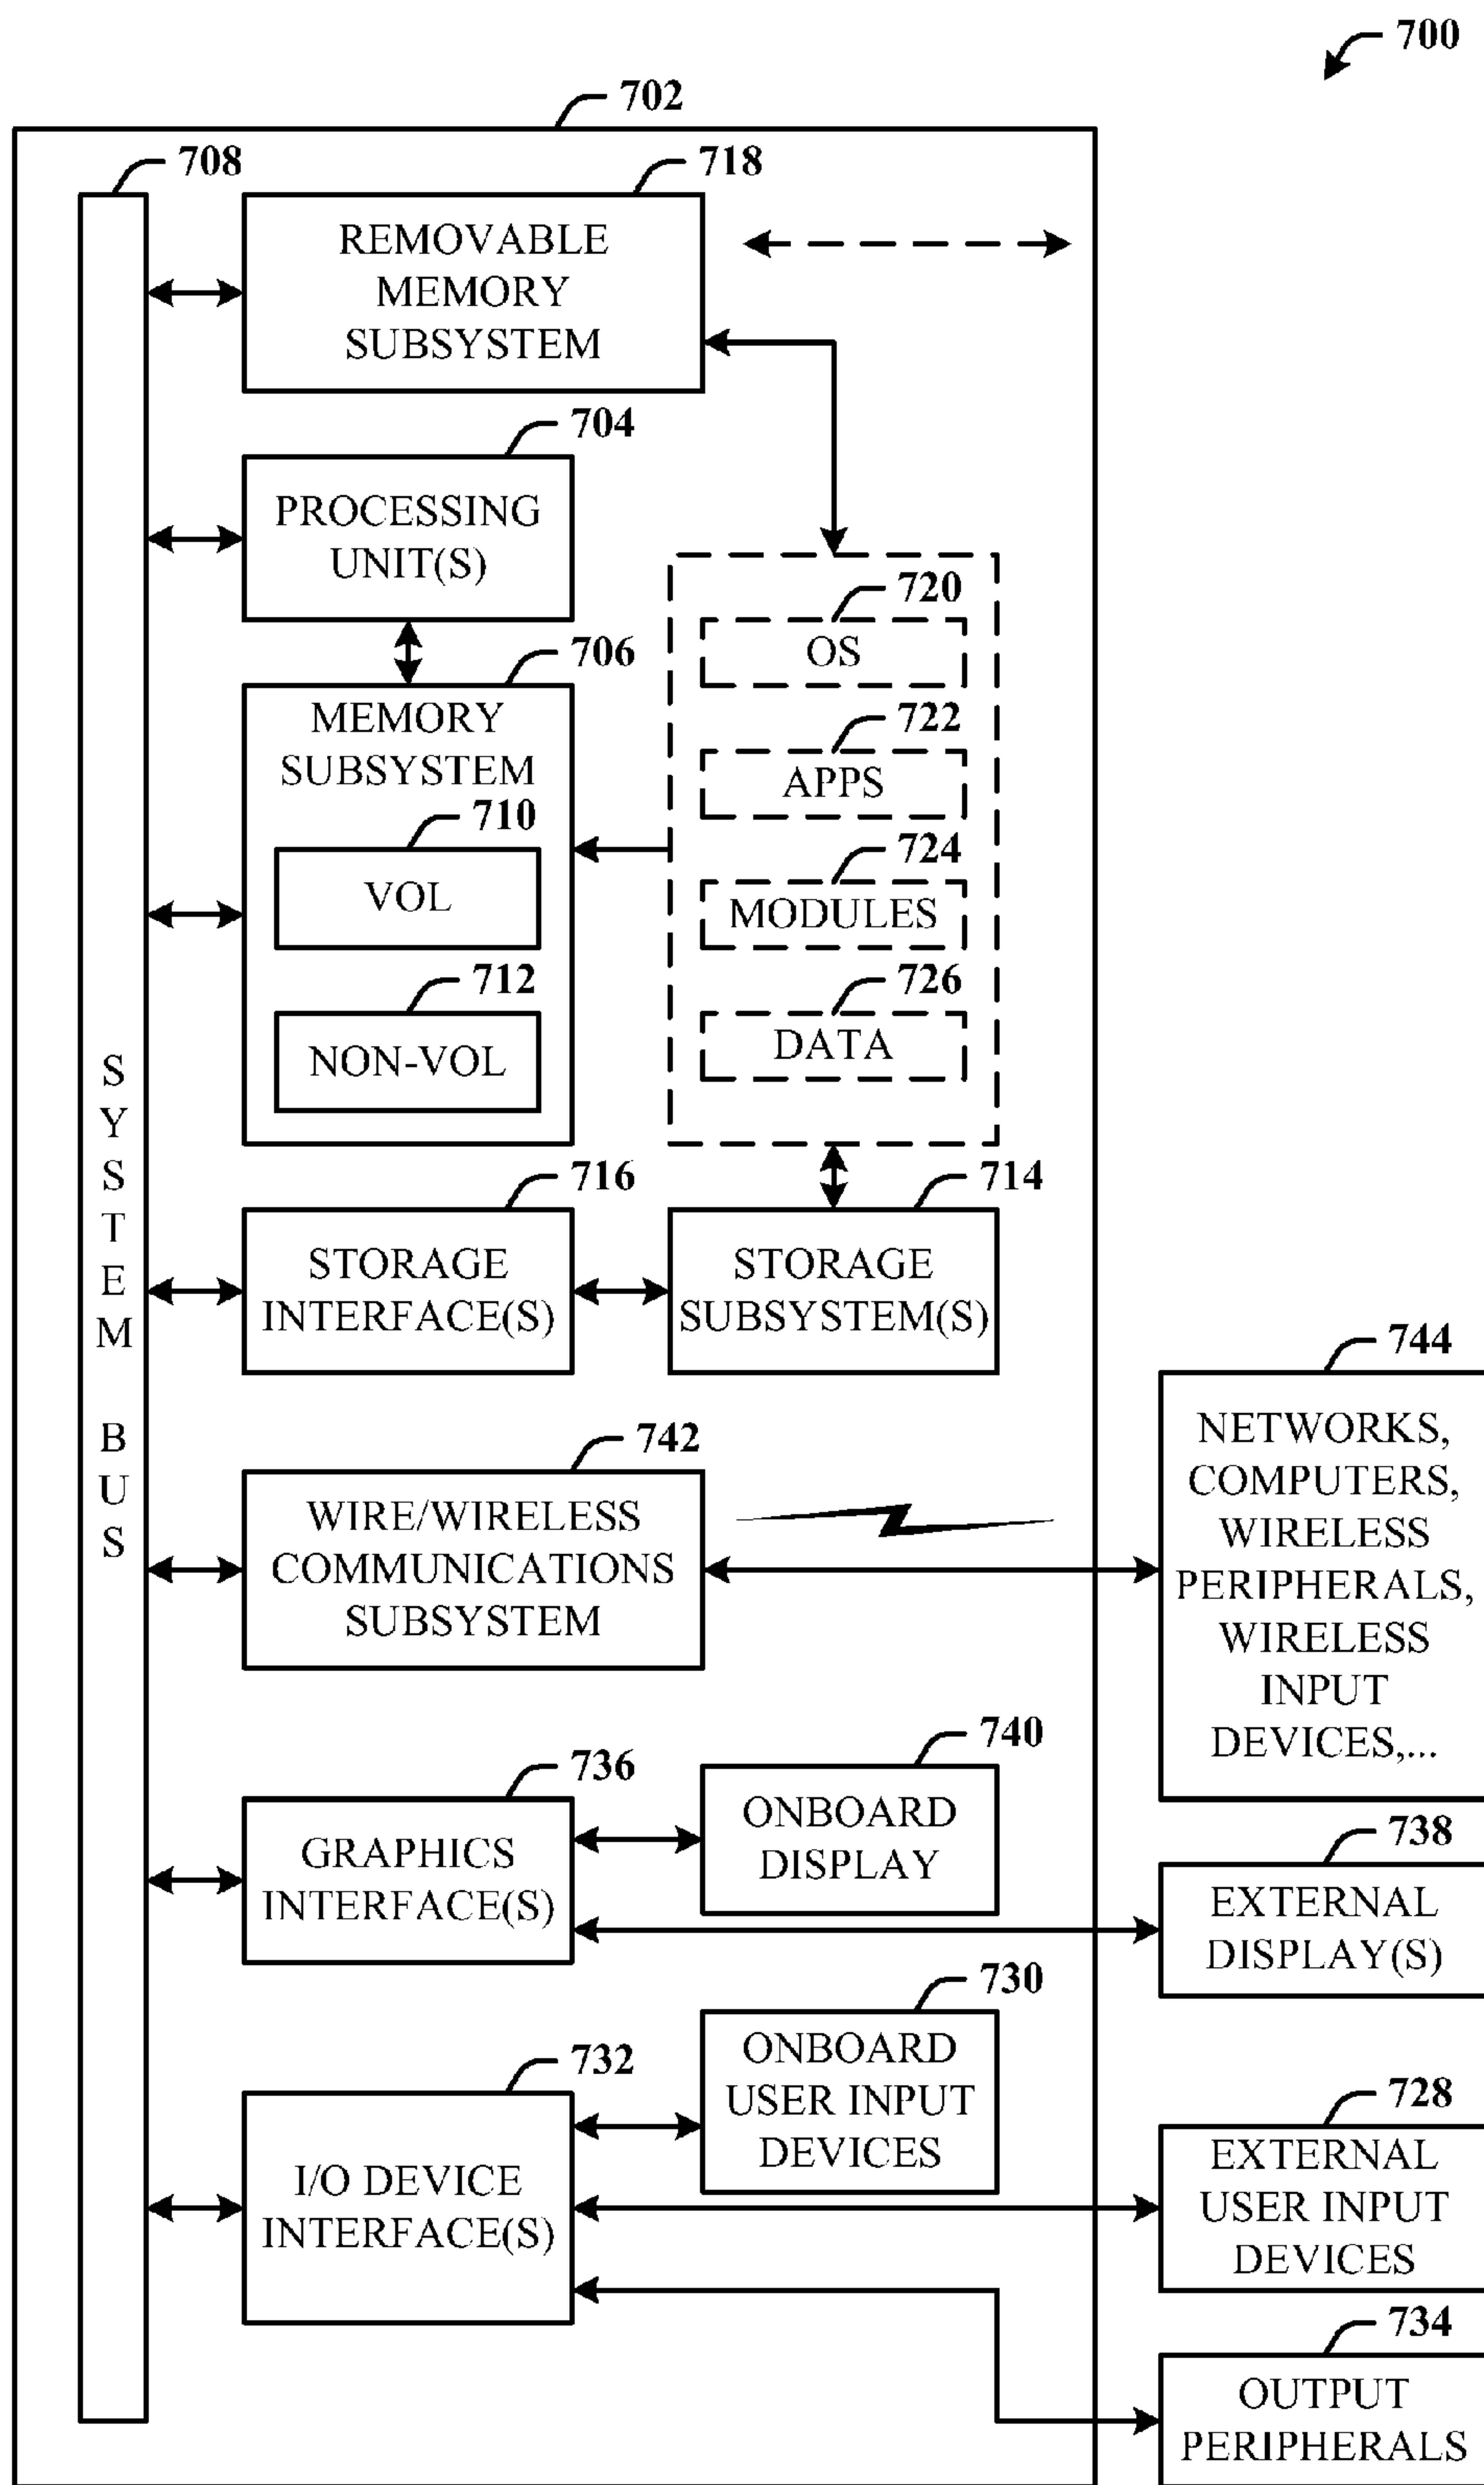 700
702
708
718
REMOVABLE
MEMORY
SUBSYSTEM
704
PROCESSING
UNIT(S)
706
MEMORY
SUBSYSTEM
710
VOL
712
NON-VOL
720
OS
722
APPS
724
MODULES
726
DATA
SYSTEM BUS
716
STORAGE
INTERFACE(S)
714
STORAGE
SUBSYSTEM(S)
742
WIRE/WIRELESS
COMMUNICATIONS
SUBSYSTEM
744
NETWORKS,
COMPUTERS,
WIRELESS
PERIPHERALS,
WIRELESS
INPUT
DEVICES,...
736
GRAPHICS
INTERFACE(S)
740
ONBOARD
DISPLAY
738
EXTERNAL
DISPLAY(S)
732
I/O DEVICE
INTERFACE(S)
730
ONBOARD
USER INPUT
DEVICES
728
EXTERNAL
USER INPUT
DEVICES
734
OUTPUT
PERIPHERALS